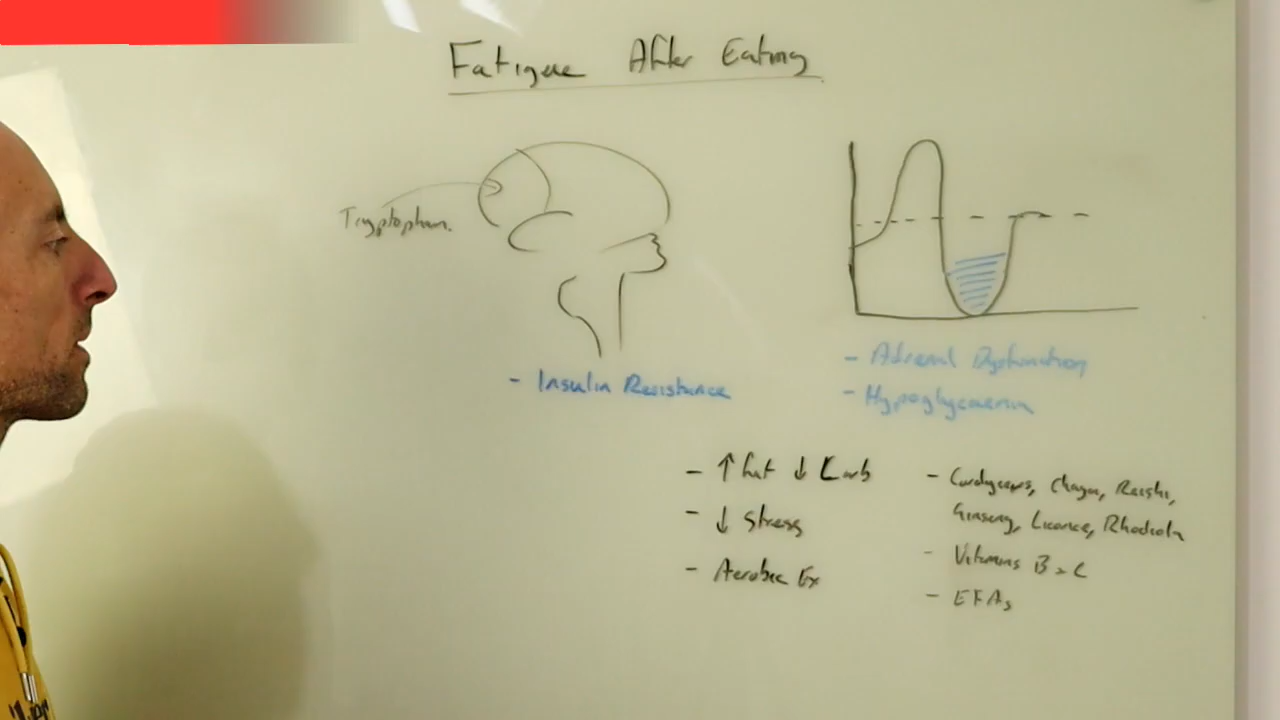 Fatigue After Eating
Tryptophan.
- Insulin Resistance
- Adrenal Dysfunction
- Hypoglycaemia
- ↑ fat ↓ Carb
- ↓ Stress
- Aerobic Ex
- Cordyceps, Chaga, Reishi,
Ginseng, Licorice, Rhodiola
- Vitamins B + C
- EFAs